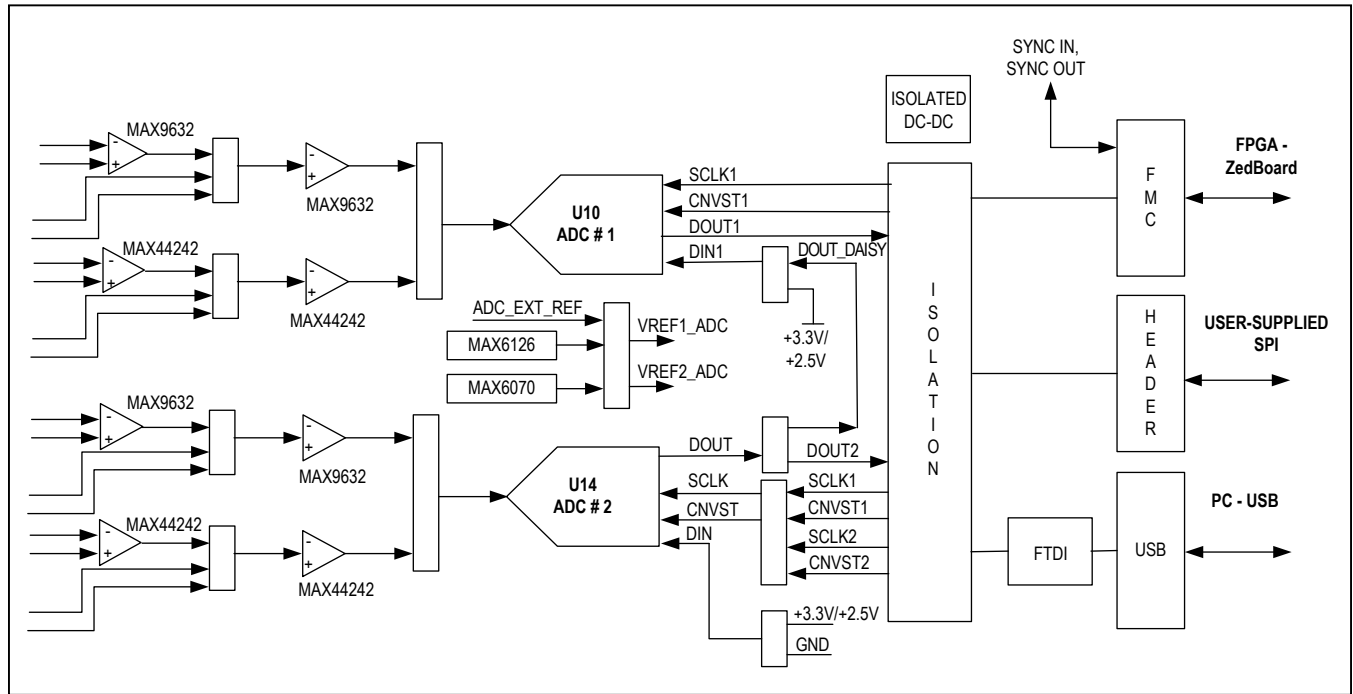 SYNC IN,
SYNC OUT
ISOLATED
DC-DC
MAX9632
-
+
-
+
MAX9632
MAX44242
-
+
-
+
MAX44242
U10
ADC # 1
SCLK1
CNVST1
DOUT1
DIN1
DOUT_DAISY
+3.3V/
+2.5V
ADC_EXT_REF
MAX6126
MAX6070
VREF1_ADC
VREF2_ADC
MAX9632
-
+
-
+
MAX9632
MAX44242
-
+
-
+
MAX44242
U14
ADC # 2
DOUT
SCLK
CNVST
DIN
DOUT2
SCLK1
CNVST1
SCLK2
CNVST2
+3.3V/+2.5V
GND
ISOLATION
FMC
FPGA -
ZedBoard
HEADER
USER-SUPPLIED
SPI
FTDI
USB
PC - USB